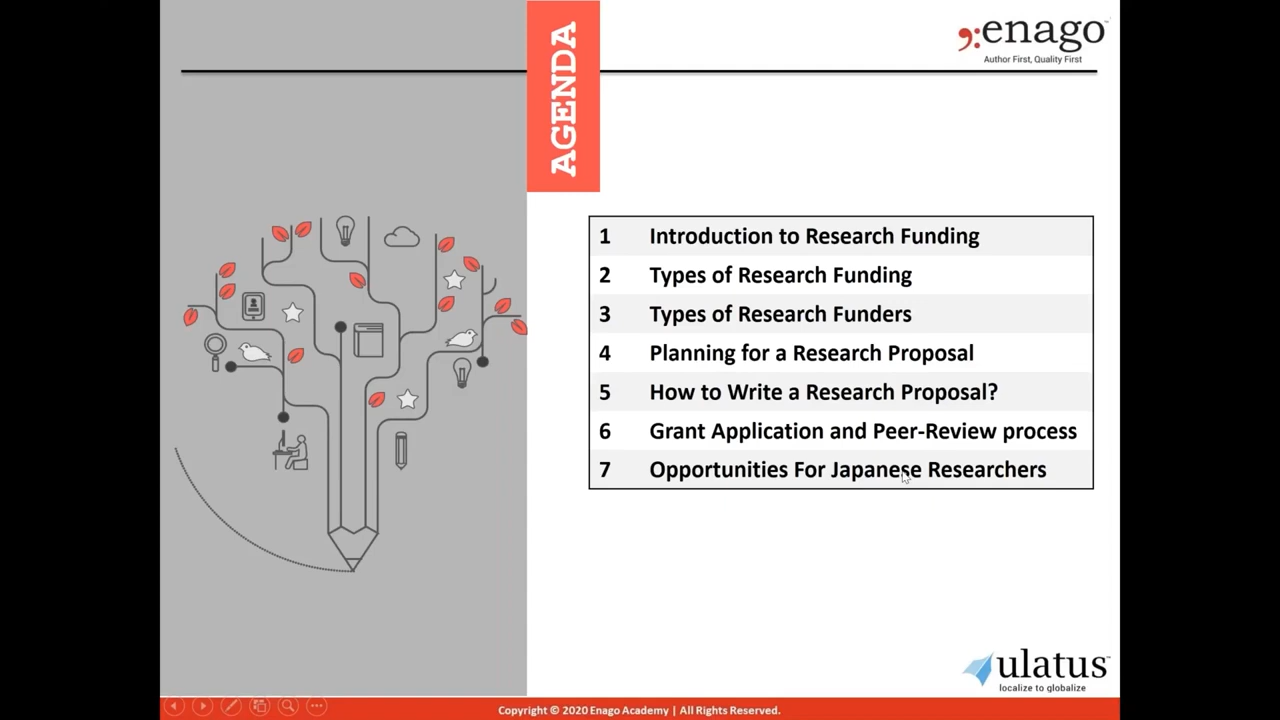 AGENDA
enago
Author First, Quality First
1 Introduction to Research Funding
2 Types of Research Funding
3 Types of Research Funders
4 Planning for a Research Proposal
5 How to Write a Research Proposal?
6 Grant Application and Peer-Review process
7 Opportunities For Japanese Researchers
ulatus™
localize to globalize
Copyright © 2020 Enago Academy | All Rights Reserved.